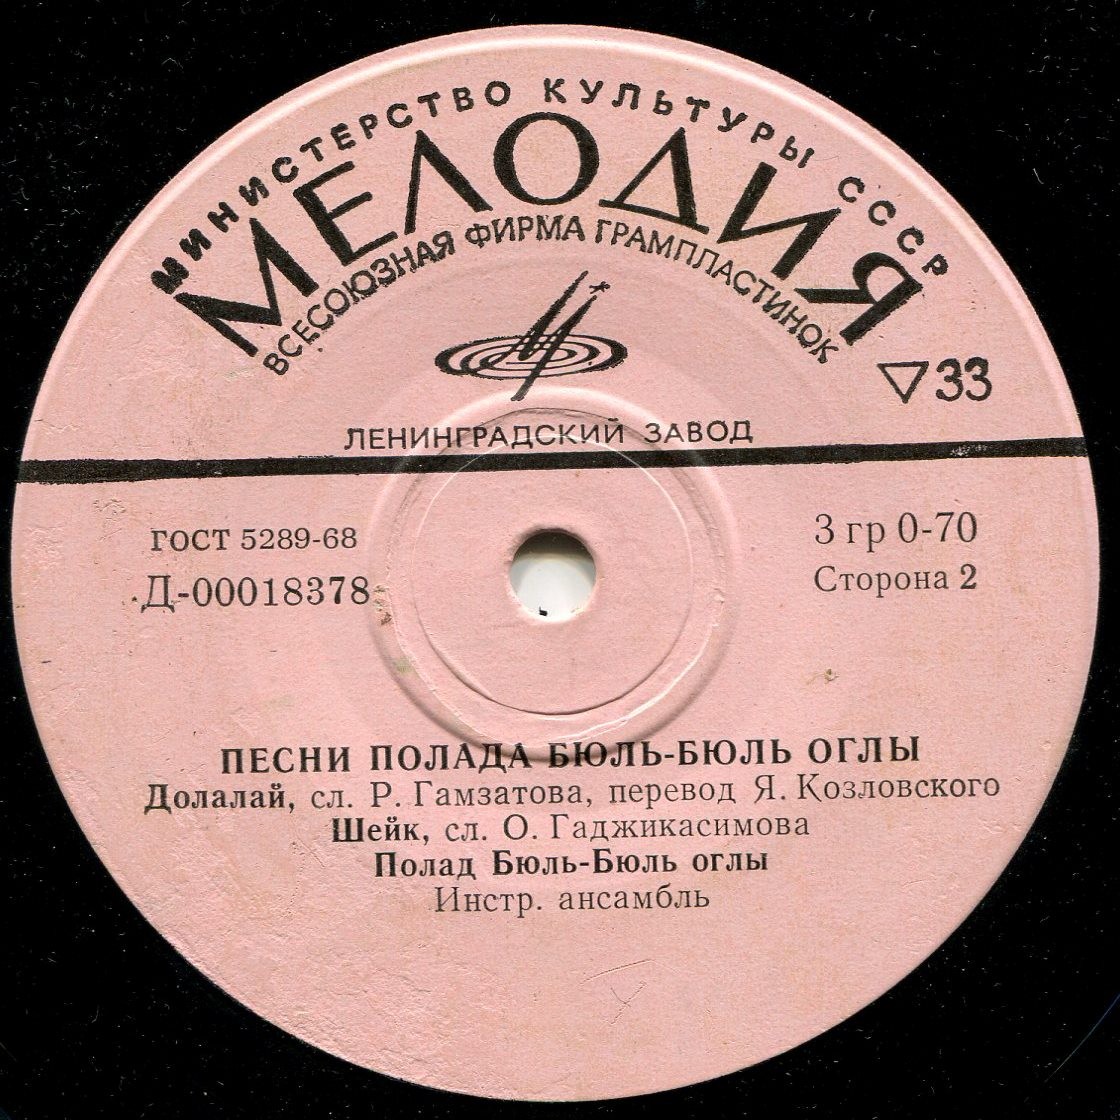 МИНИСТЕРСТВО КУЛЬТУРЫ СССР
МЕЛОДИЯ
ВСЕСОЮЗНАЯ ФИРМА ГРАМПЛАСТИНОК
▽33
ЛЕНИНГРАДСКИЙ ЗАВОД
ГОСТ 5289-68
3 гр 0-70
Д-00018378
Сторона 2
ПЕСНИ ПОЛАДА БЮЛЬ-БЮЛЬ ОГЛЫ
Долалай, сл. Р. Гамзатова, перевод Я. Козловского
Шейк, сл. О. Гаджикасимова
Полад Бюль-Бюль оглы
Инстр. ансамбль